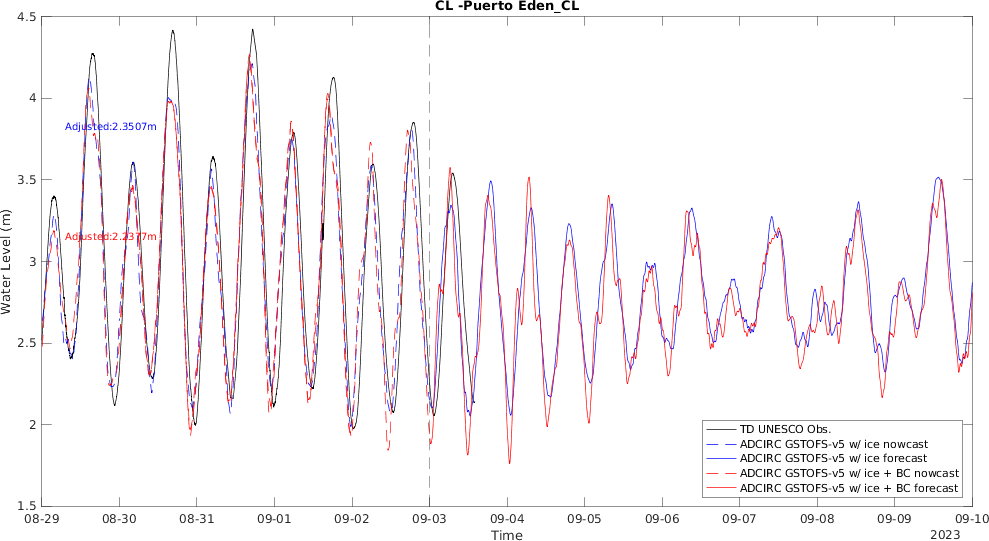 CL -Puerto Eden_CL
4.5
4
3.5
3
2.5
2
1.5
Water Level (m)
Adjusted:2.3507m
Adjusted:2.2377m
TD UNESCO Obs.
ADCIRC GSTOFS-v5 w/ ice nowcast
ADCIRC GSTOFS-v5 w/ ice forecast
ADCIRC GSTOFS-v5 w/ ice + BC nowcast
ADCIRC GSTOFS-v5 w/ ice + BC forecast
08-29 08-30 08-31 09-01 09-02 09-03 09-04 09-05 09-06 09-07 09-08 09-09 09-10
Time
2023